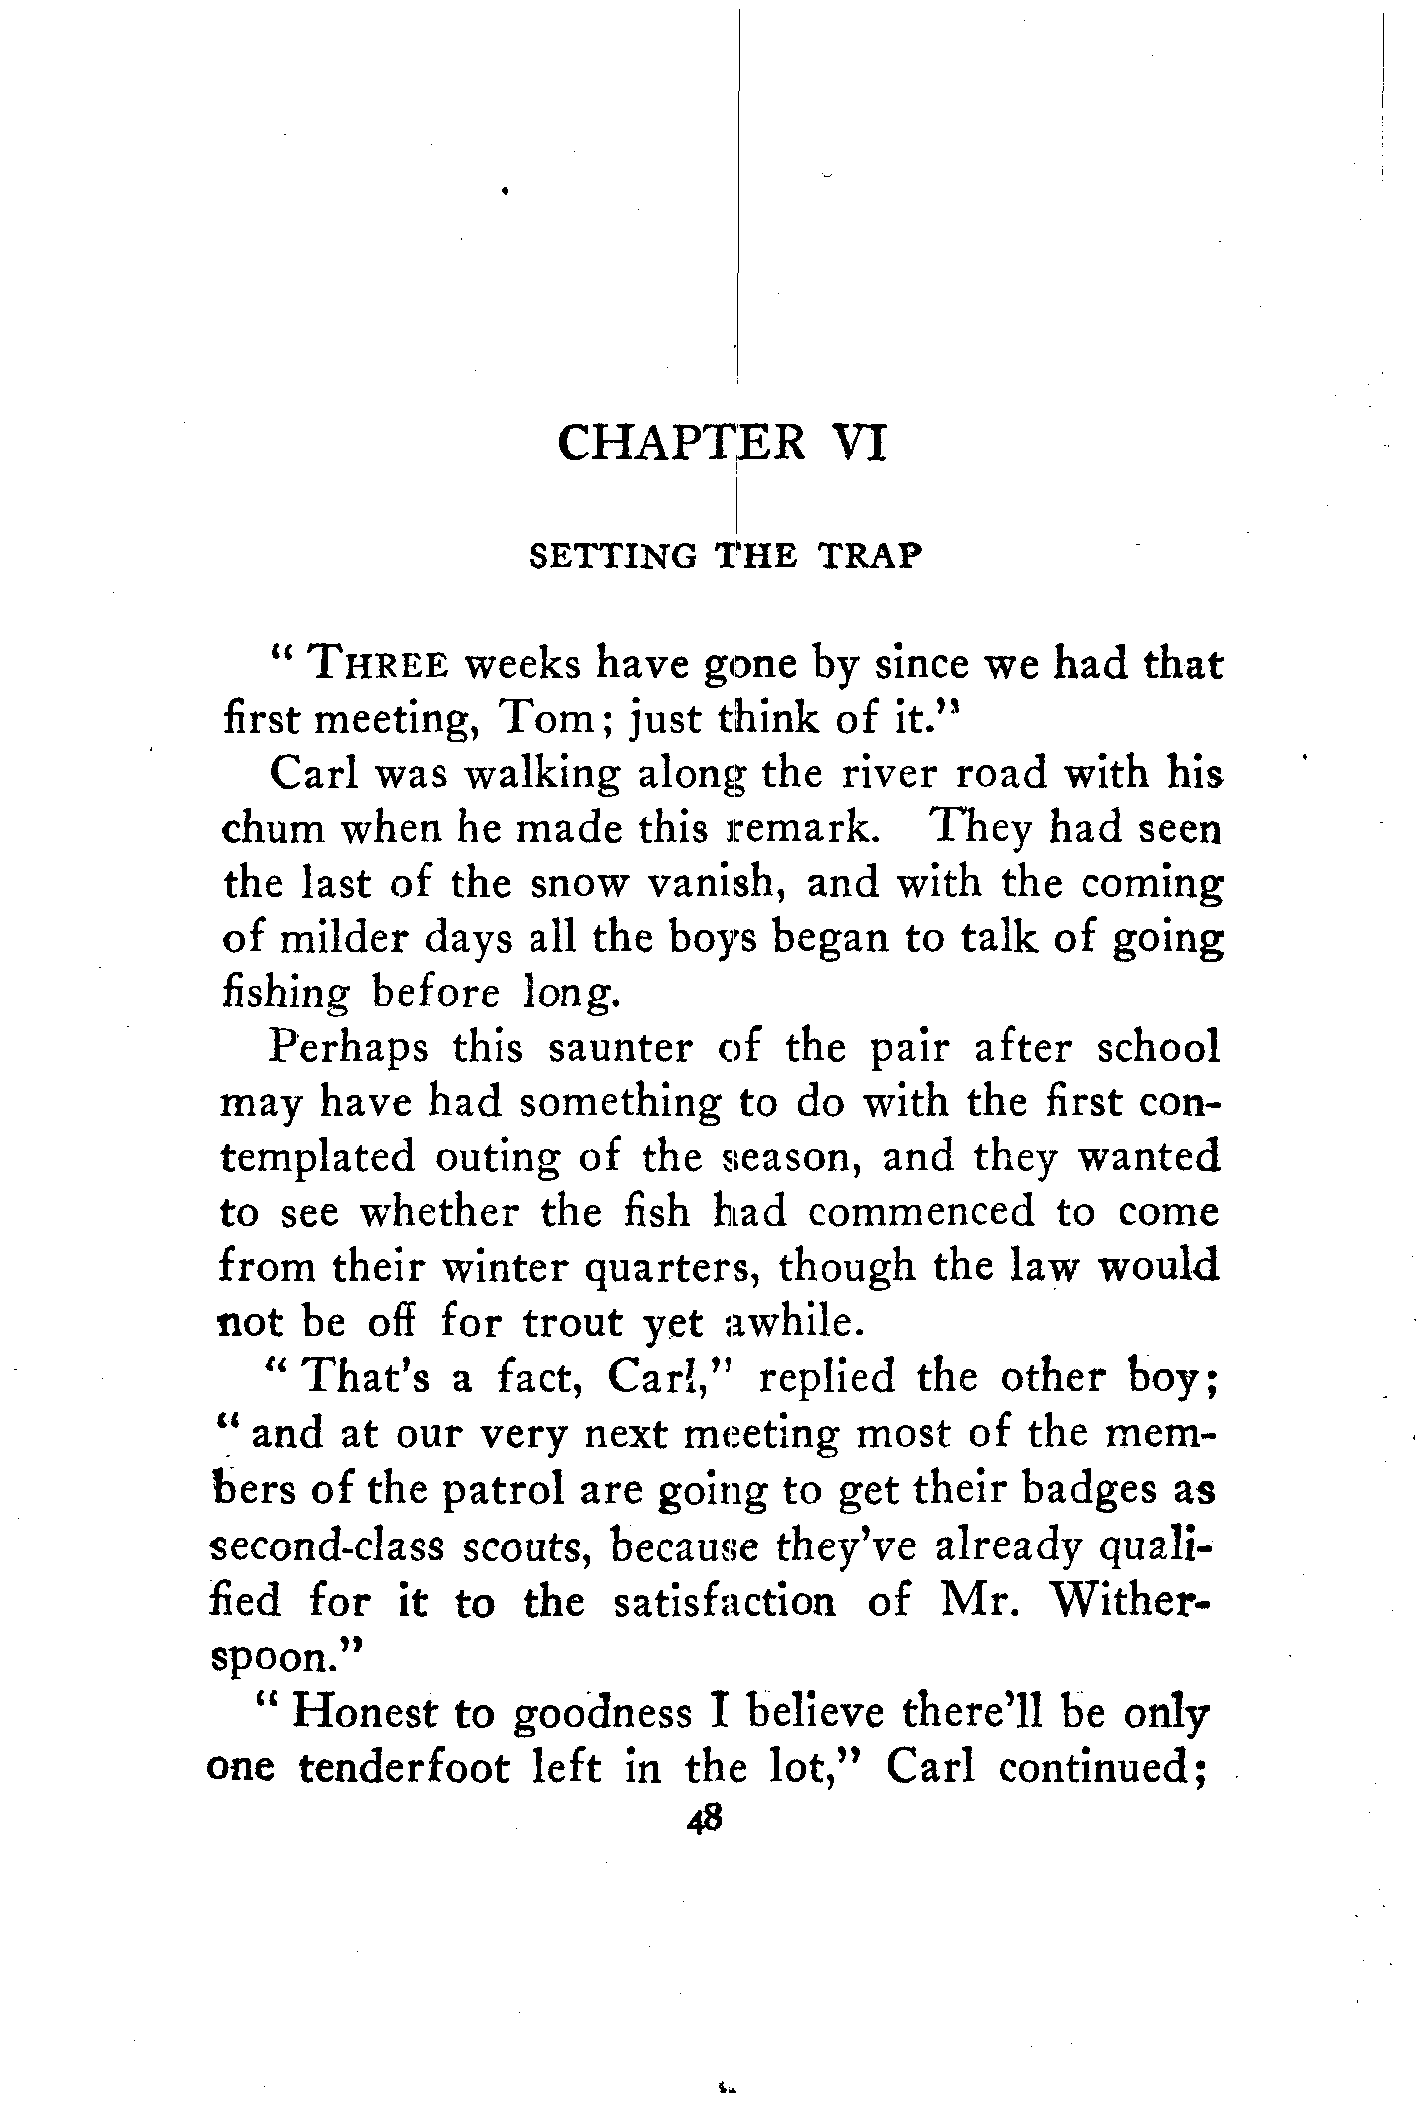 CHAPTER VI
SETTING THE TRAP
“ THREE weeks have gone by since we had that
first meeting, Tom; just think of it.”
Carl was walking along the river road with his
chum when he made this remark. They had seen
the last of the snow vanish, and with the coming
of milder days all the boys began to talk of going
fishing before long.
Perhaps this saunter of the pair after school
may have had something to do with the first con-
templated outing of the season, and they wanted
to see whether the fish had commenced to come
from their winter quarters, though the law would
not be off for trout yet awhile.
“ That's a fact, Carl,” replied the other boy;
“ and at our very next meeting most of the mem-
bers of the patrol are going to get their badges as
second-class scouts, because they've already quali-
fied for it to the satisfaction of Mr. Wither-
spoon.”
“ Honest to goodness I believe there'll be only
one tenderfoot left in the lot,” Carl continued;
48